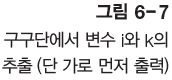 그림 6-7
구구단에서 변수 i와 k의
추출 (단 가로 먼저 출력)